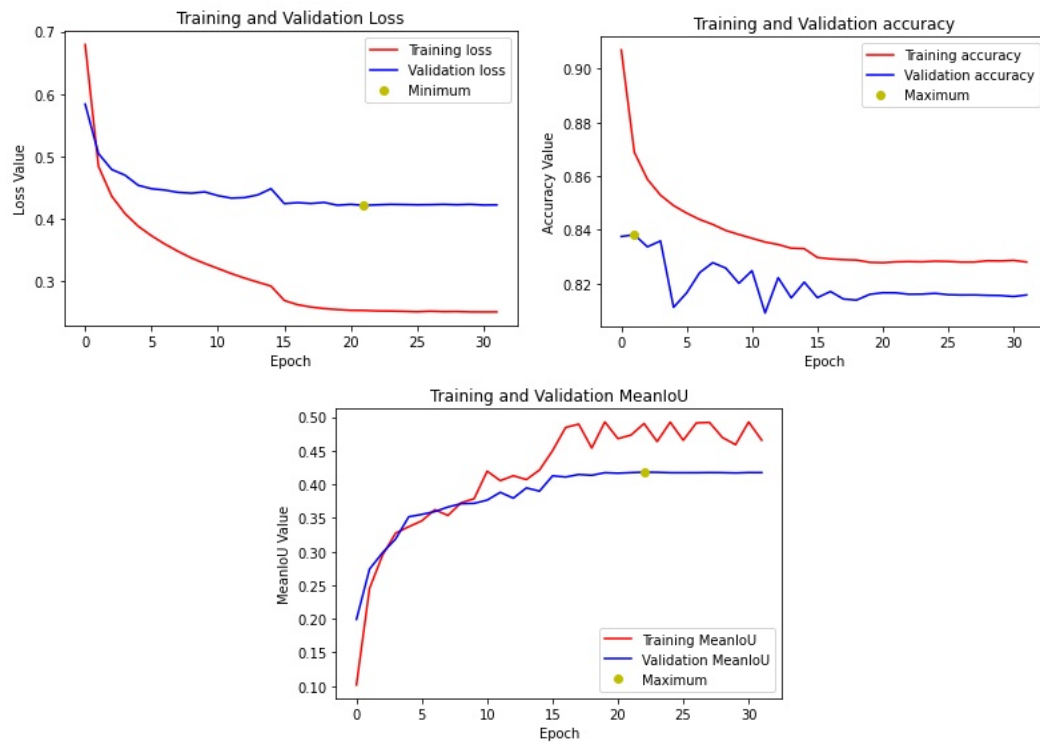 Training and Validation Loss
0.7
0.6
0.5
0.4
0.3
Loss Value
Training loss
Validation loss
Minimum
0 5 10 15 20 25 30
Epoch
Training and Validation accuracy
0.90
0.88
0.86
0.84
0.82
Accuracy Value
Training accuracy
Validation accuracy
Maximum
0 5 10 15 20 25 30
Epoch
Training and Validation MeanIoU
0.50
0.45
0.40
0.35
0.30
0.25
0.20
0.15
0.10
MeanIoU Value
Training MeanIoU
Validation MeanIoU
Maximum
0 5 10 15 20 25 30
Epoch